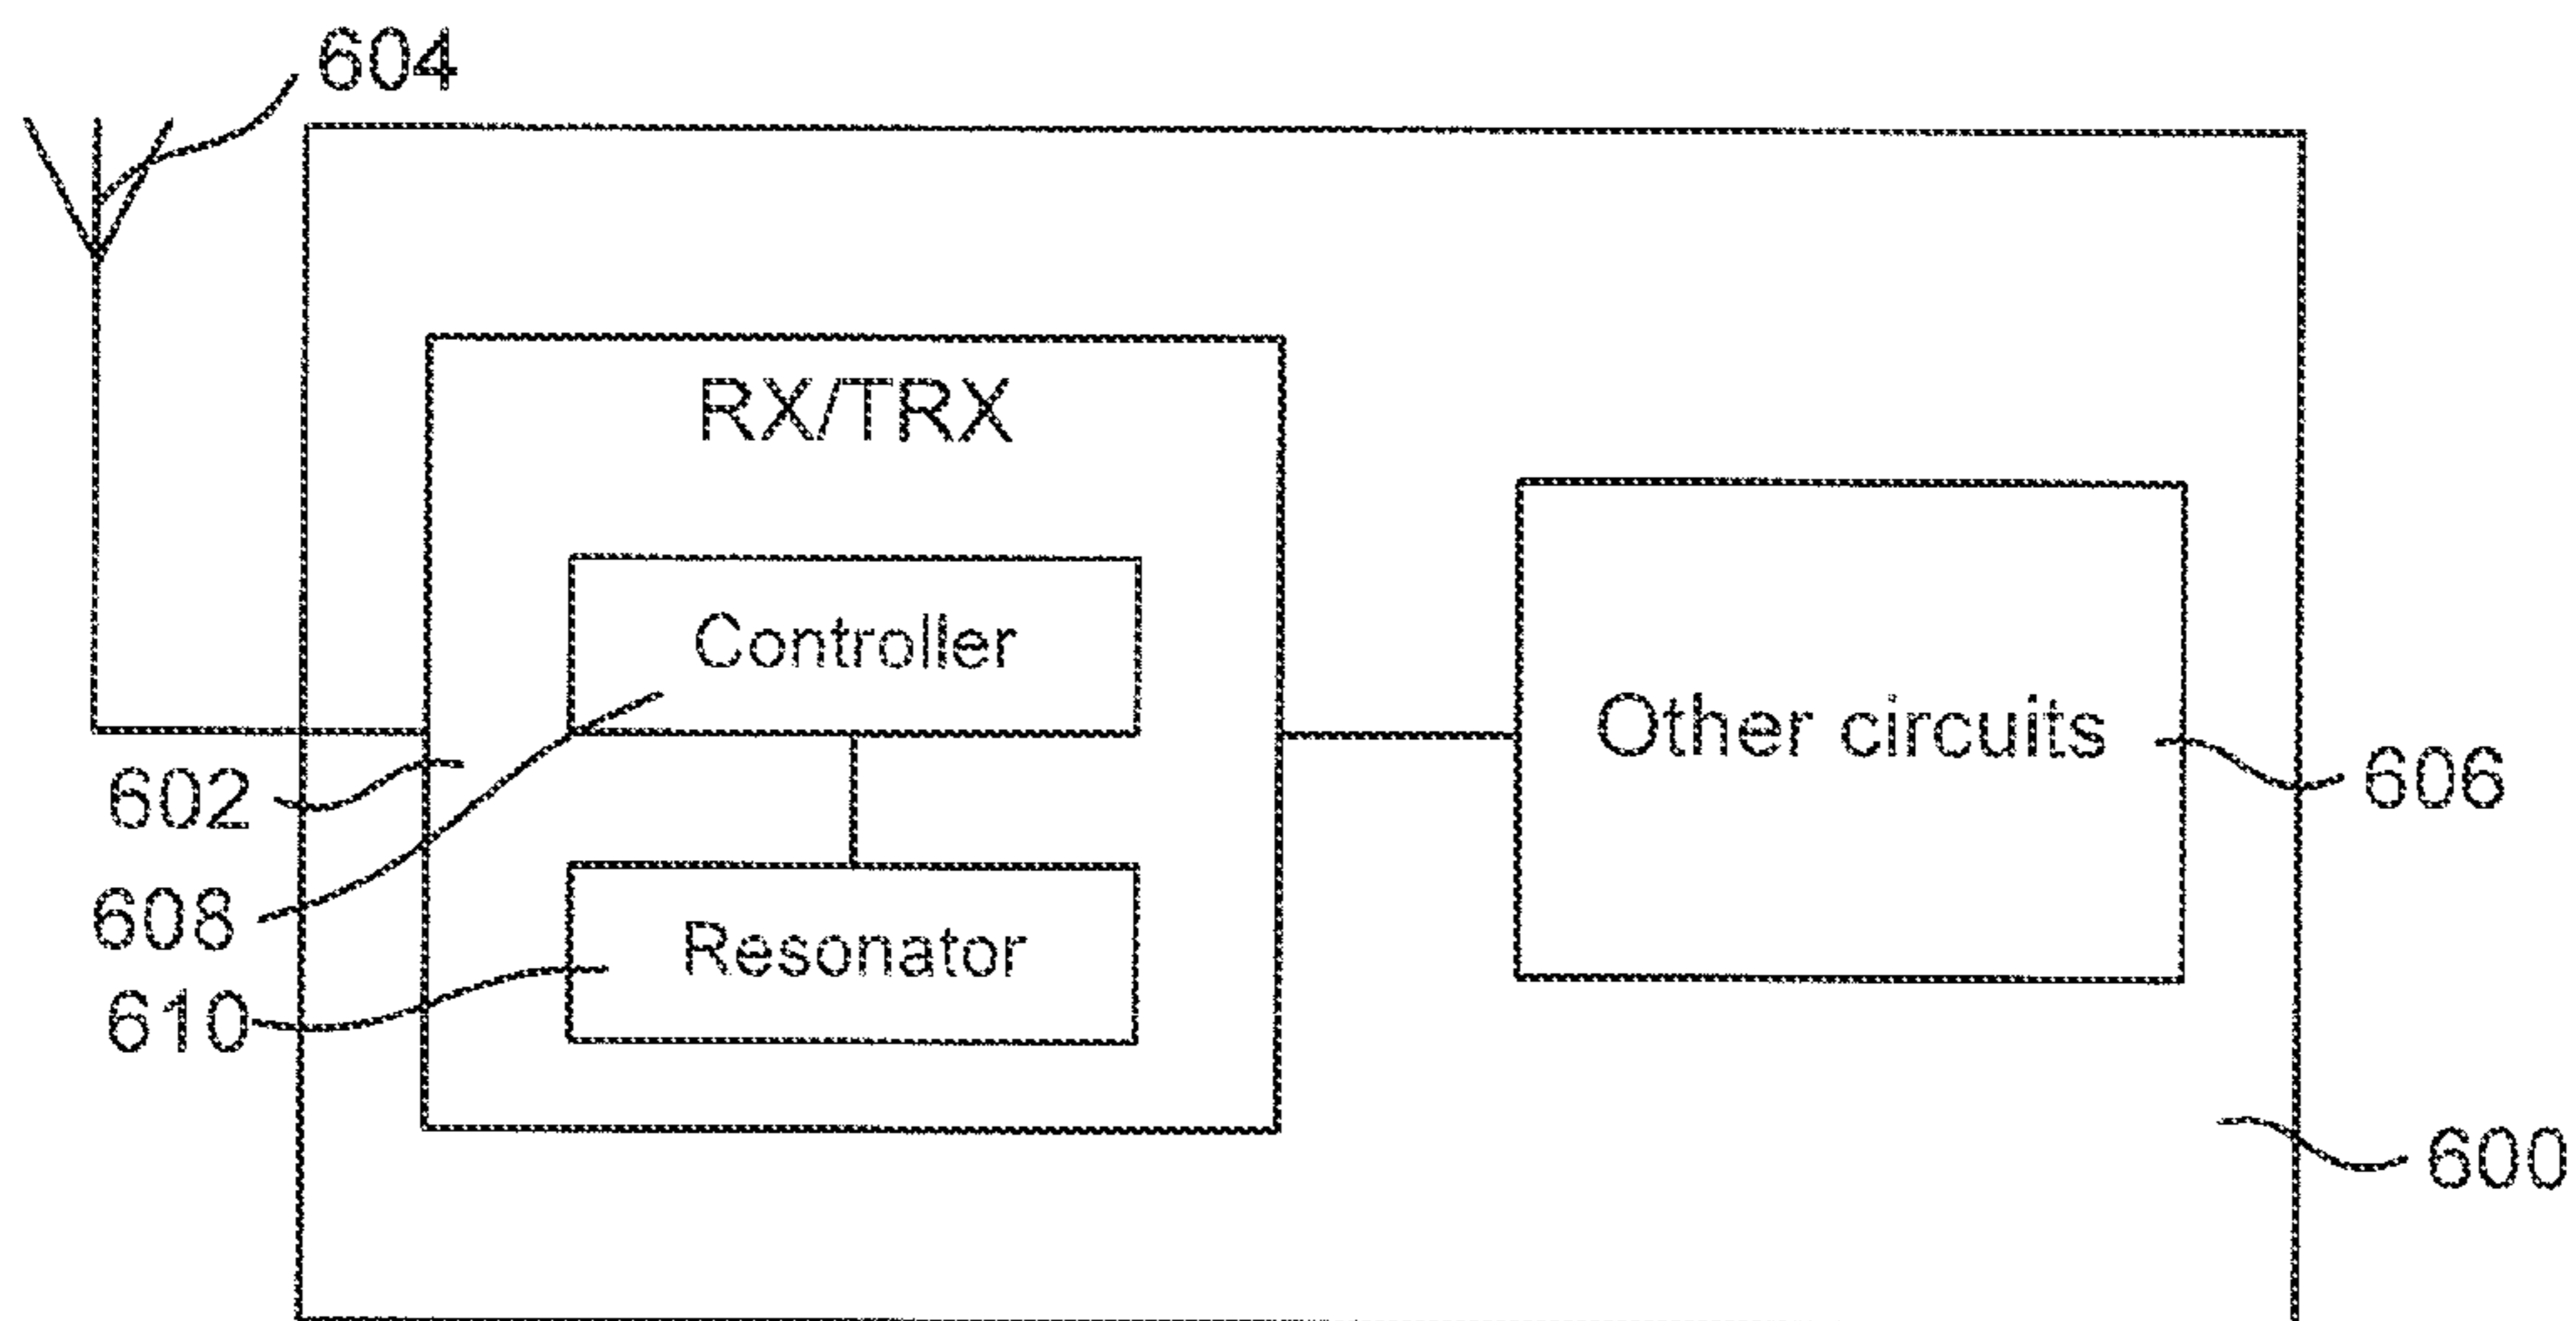 604
RX/TRX
Controller
Other circuits
602
606
608
Resonator
610
600